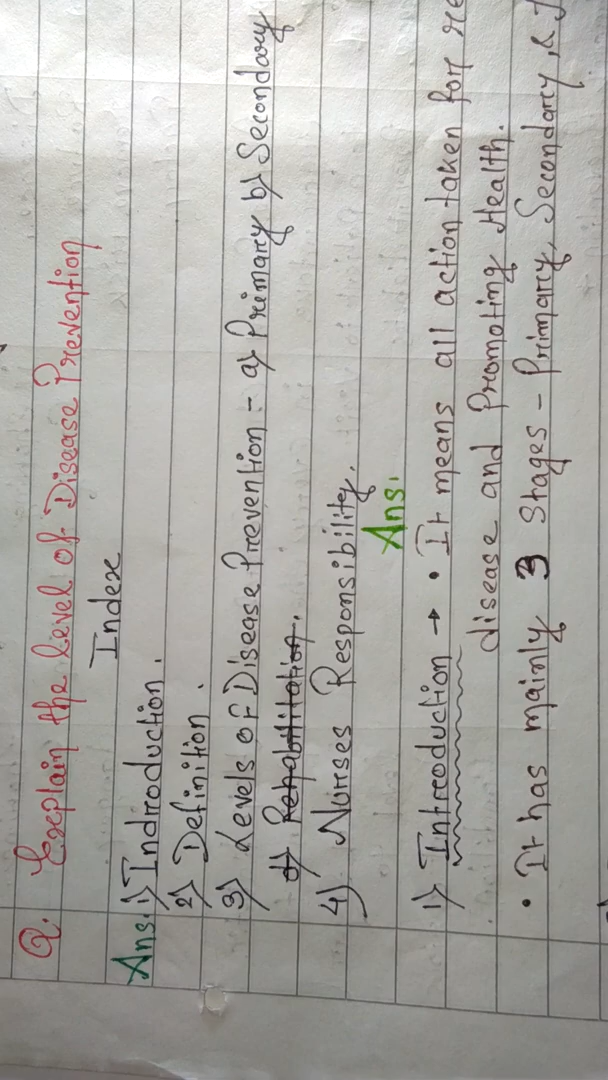 Q. Explain the level of Disease Prevention
Index
Ans. 1) Indroduction.
2) Definition.
3) Levels of Disease Prevention - a) Primary b) Secondary
d) Rehabilitation.
4) Nurses Responsibility.
Ans.
1) Introduction → • It means all action taken for
disease and Promoting Health.
• It has mainly 3 Stages - Primary, Secondary, &